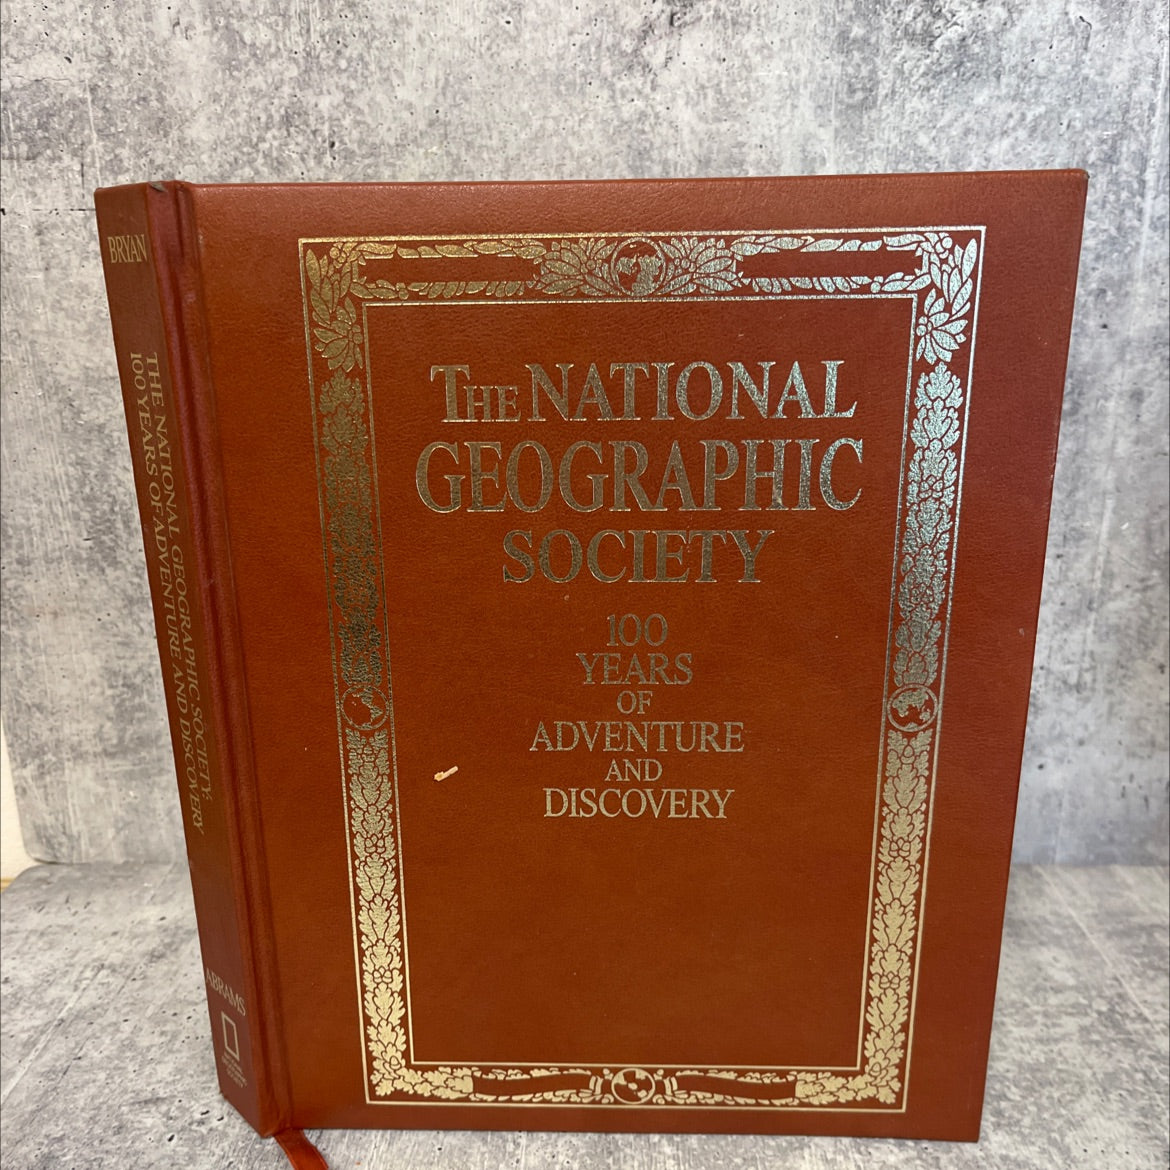 BRYAN
THE NATIONAL GEOGRAPHIC SOCIETY:
100 YEARS OF ADVENTURE AND DISCOVERY
ABRAMS
THE NATIONAL
GEOGRAPHIC
SOCIETY
100
YEARS
OF
ADVENTURE
AND
DISCOVERY